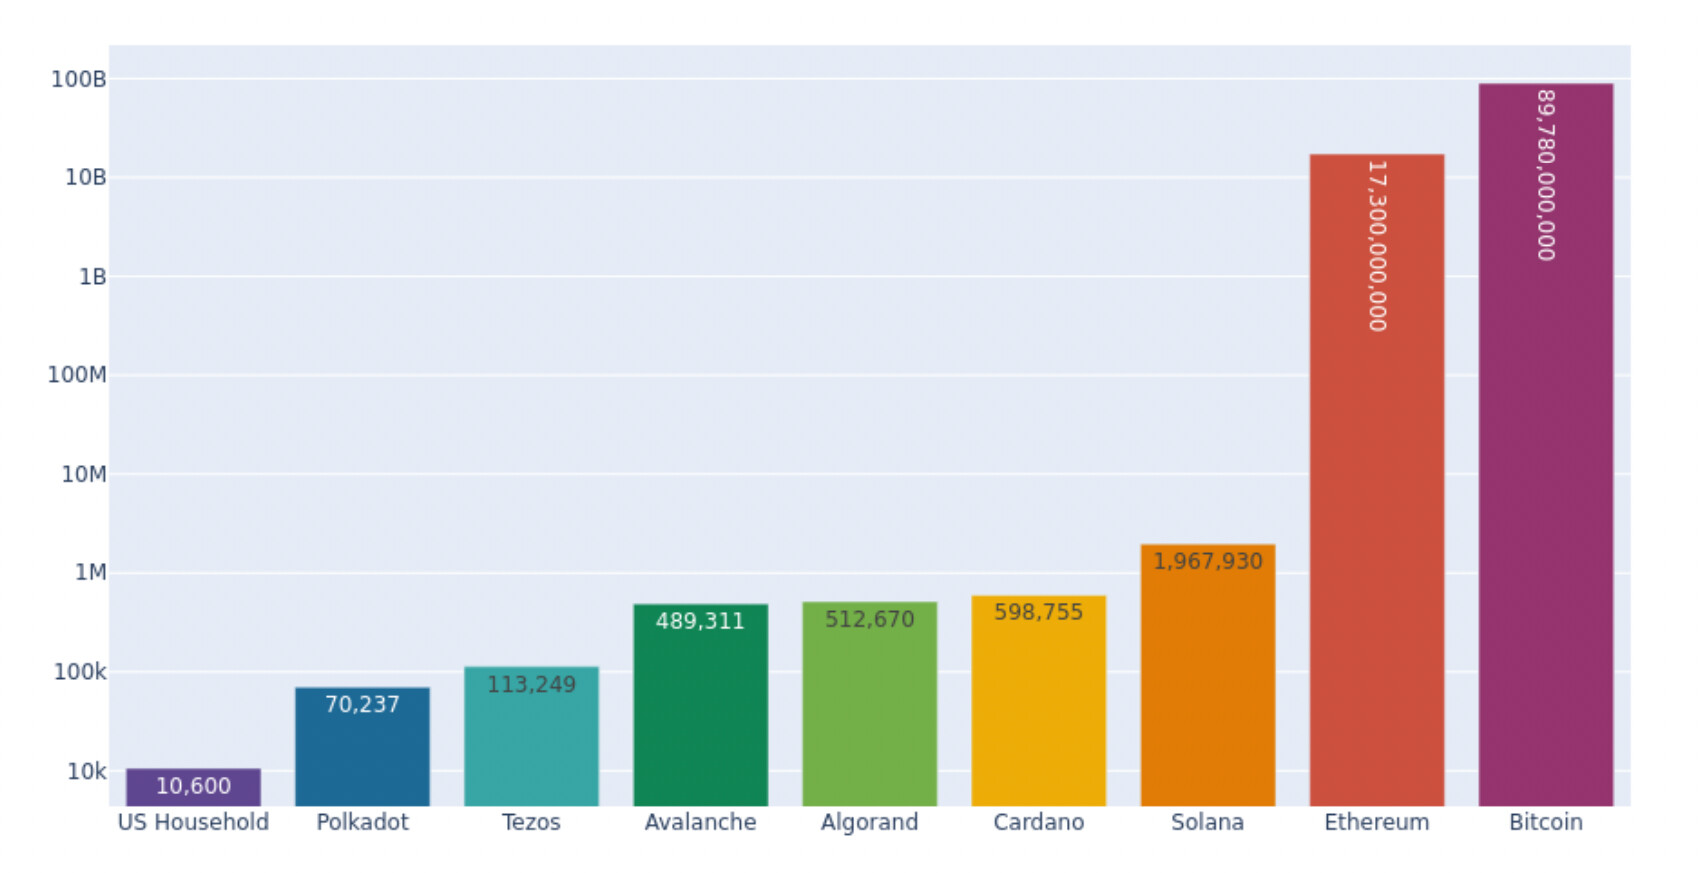 100B
10B
1B
100M
10M
1M
100k
10k
10,600
70,237
113,249
489,311
512,670
598,755
1,967,930
17,300,000,000
89,780,000,000
US Household
Polkadot
Tezos
Avalanche
Algorand
Cardano
Solana
Ethereum
Bitcoin